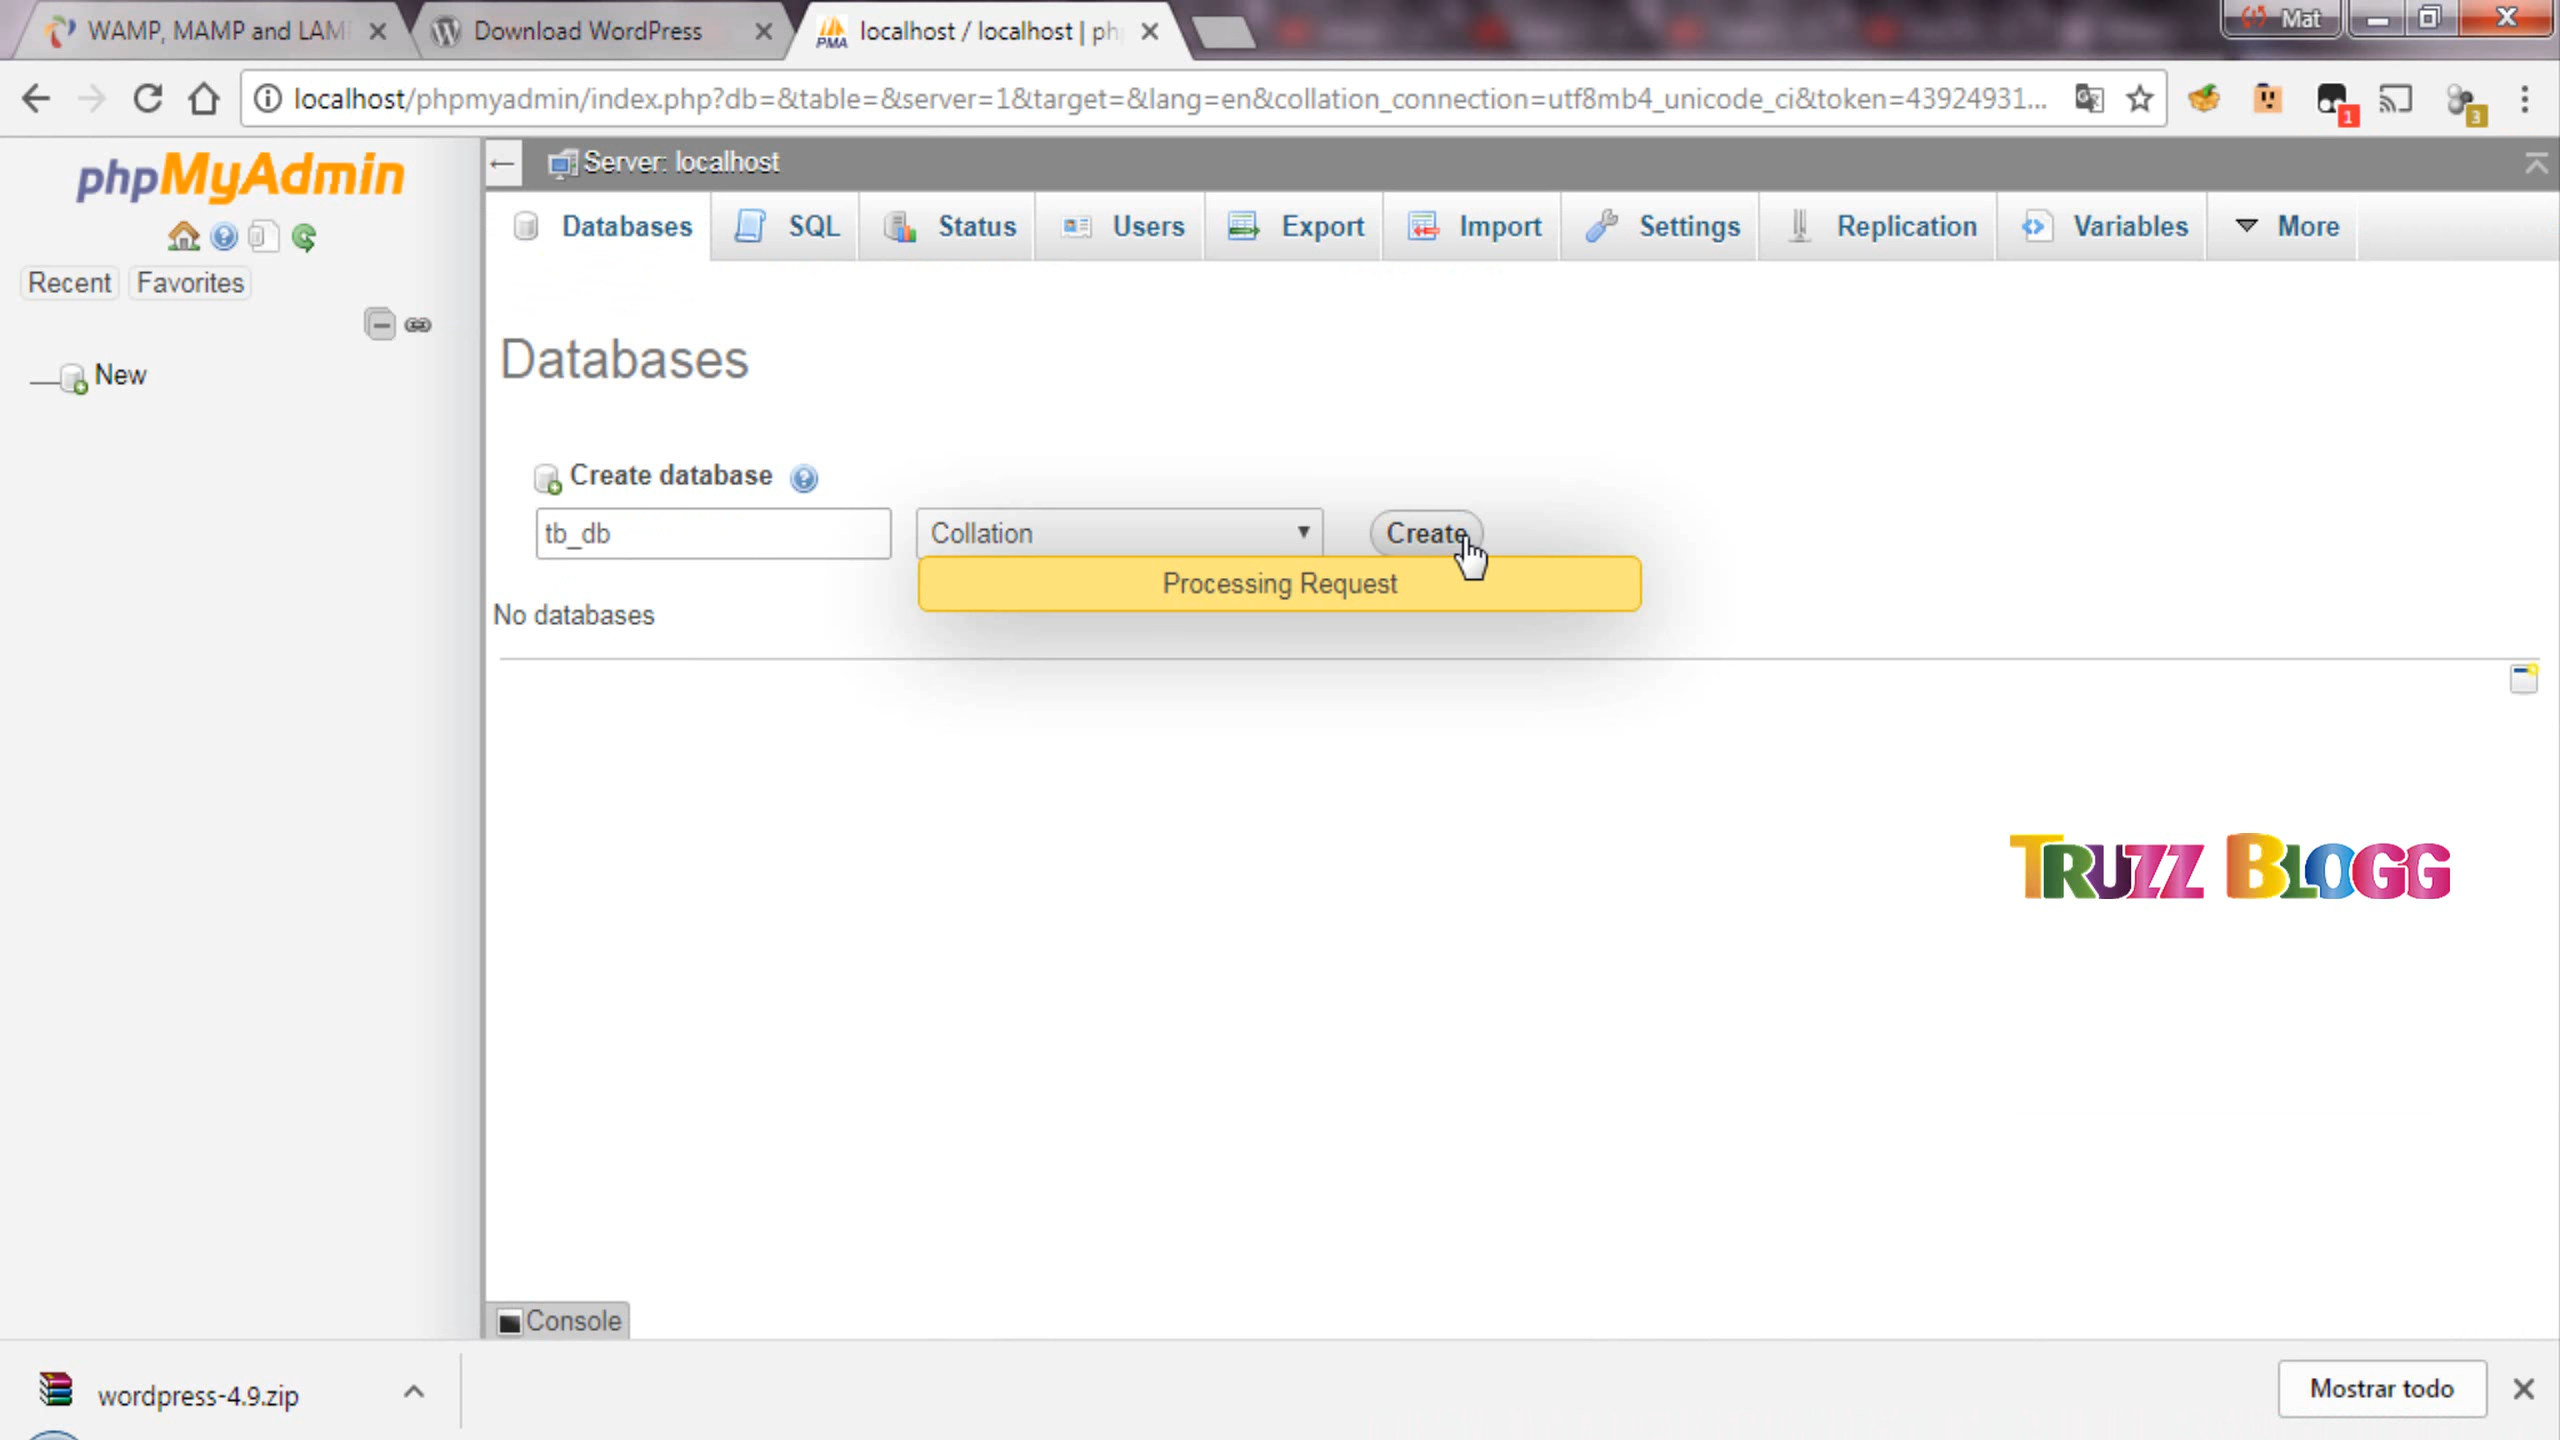 WAMP, MAMP and LAM
Download WordPress
localhost / localhost | ph
Mat
localhost/phpmyadmin/index.php?db=&table=&server=1&target=&lang=en&collation_connection=utf8mb4_unicode_ci&token=43924931...
1
3
phpMyAdmin
Server: localhost
Databases
SQL
Status
Users
Export
Import
Settings
Replication
Variables
More
Recent
Favorites
New
Databases
Create database
tb_db
Collation
Create
Processing Request
No databases
TRUZZ BLOGG
Console
wordpress-4.9.zip
Mostrar todo